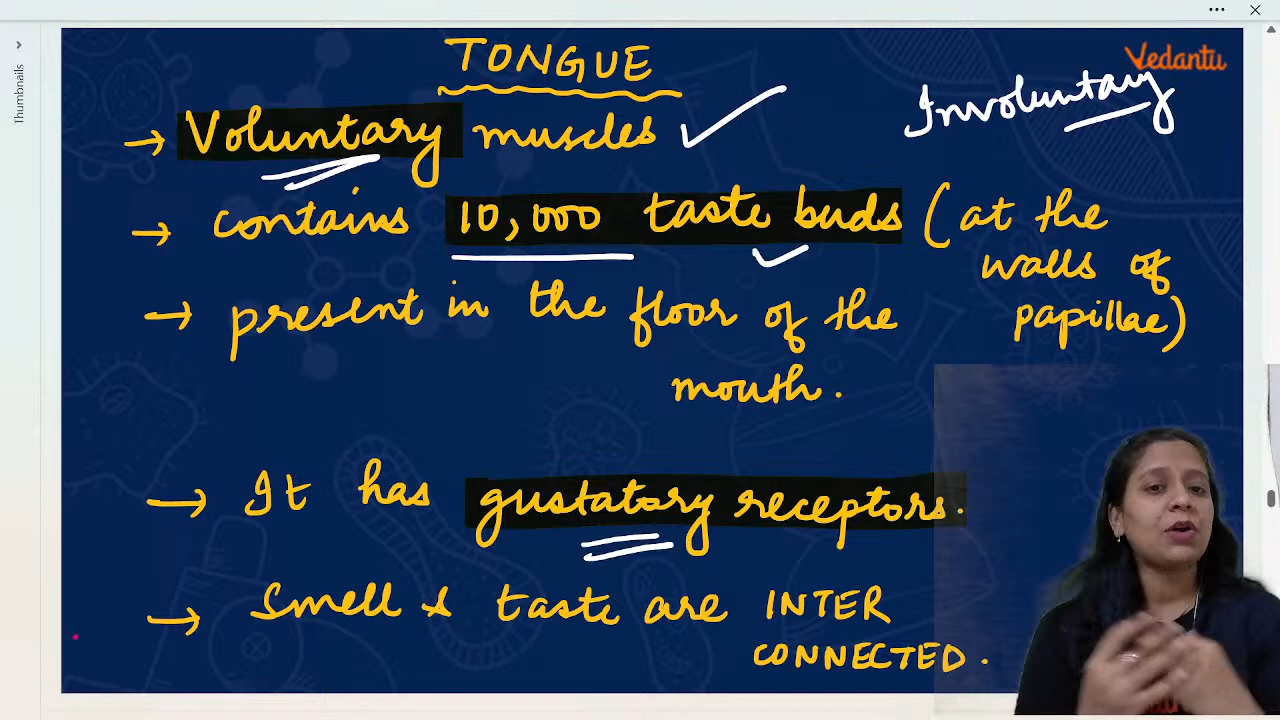 Thumbnails
TONGUE
Vedantu
Involuntary
→ Voluntary muscles ✓
→ contains 10,000 taste buds (at the
walls of
papillae)
→ present in the floor of the
mouth.
→ It has gustatory receptors.
→ Smell & taste are INTER
CONNECTED.